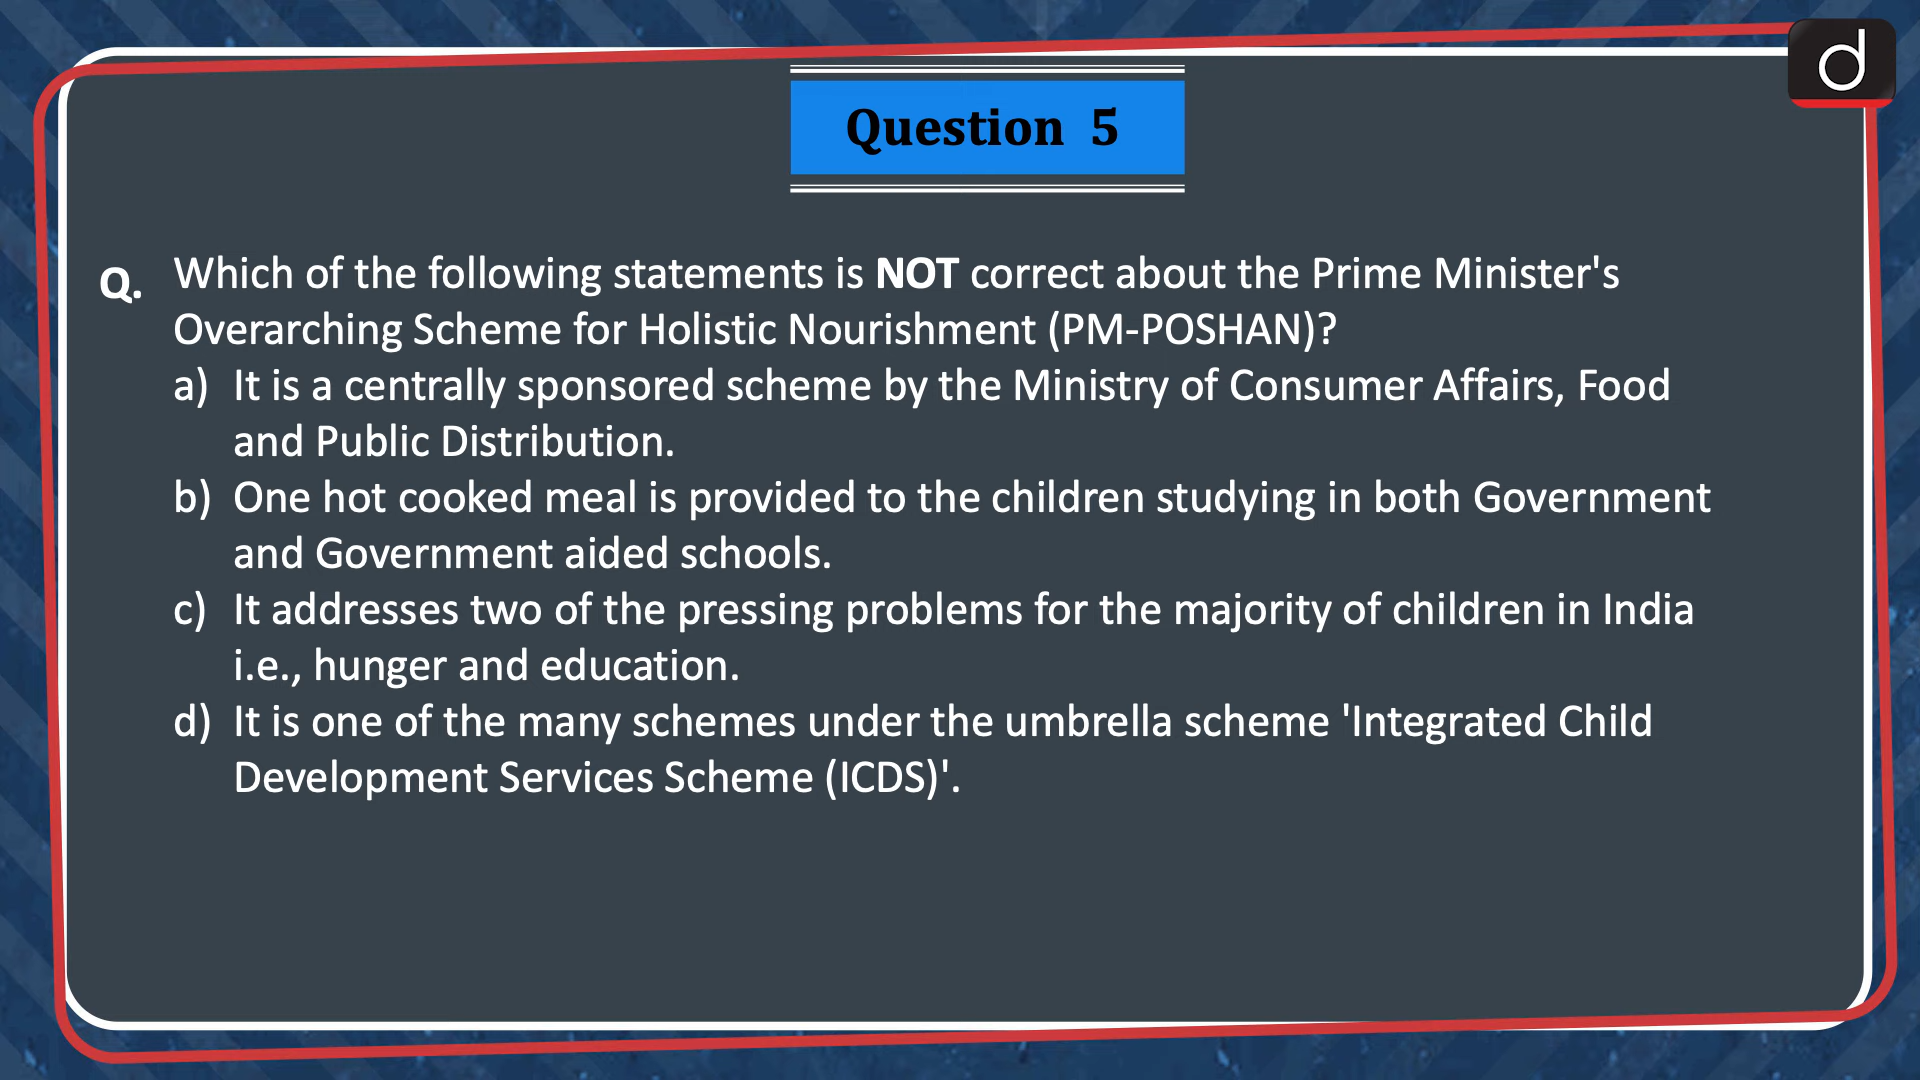 d
Question 5
Q. Which of the following statements is NOT correct about the Prime Minister's
Overarching Scheme for Holistic Nourishment (PM-POSHAN)?
a) It is a centrally sponsored scheme by the Ministry of Consumer Affairs, Food
and Public Distribution.
b) One hot cooked meal is provided to the children studying in both Government
and Government aided schools.
c) It addresses two of the pressing problems for the majority of children in India
i.e., hunger and education.
d) It is one of the many schemes under the umbrella scheme 'Integrated Child
Development Services Scheme (ICDS)'.